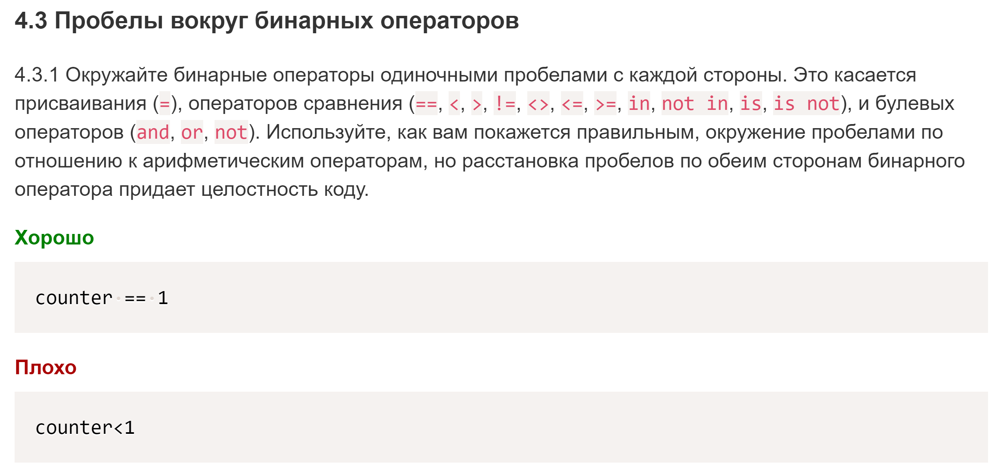 4.3 Пробелы вокруг бинарных операторов
4.3.1 Окружайте бинарные операторы одиночными пробелами с каждой стороны. Это касается
присваивания (=), операторов сравнения (==, <, >, !=, <>, <=, >=, in, not in, is, is not), и булевых
операторов (and, or, not). Используйте, как вам покажется правильным, окружение пробелами по
отношению к арифметическим операторам, но расстановка пробелов по обеим сторонам бинарного
оператора придает целостность коду.
Хорошо
counter·==·1
Плохо
counter<1